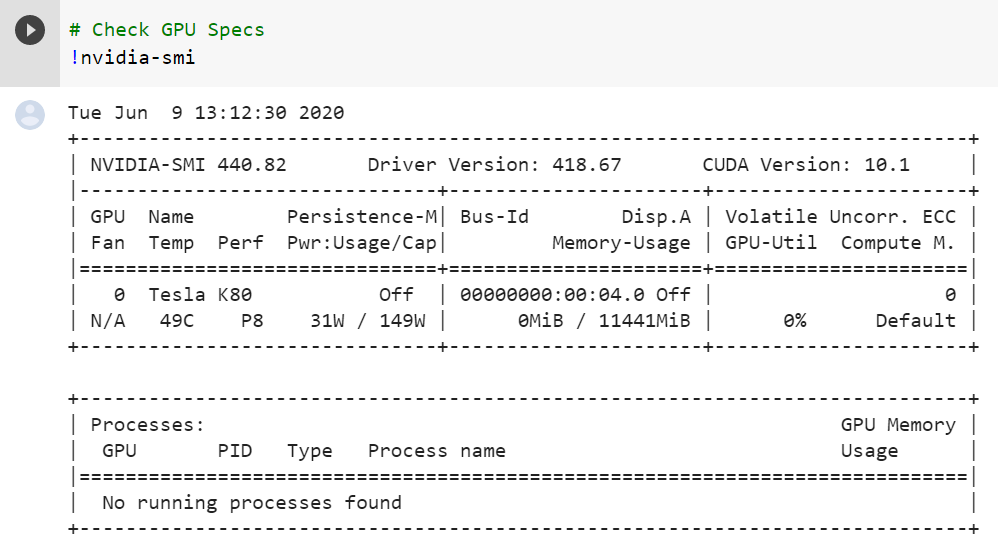 # Check GPU Specs
!nvidia-smi
Tue Jun  9 13:12:30 2020
+-----------------------------------------------------------------------------+
| NVIDIA-SMI 440.82       Driver Version: 418.67       CUDA Version: 10.1     |
|-------------------------------+----------------------+----------------------+
| GPU  Name        Persistence-M| Bus-Id        Disp.A | Volatile Uncorr. ECC |
| Fan  Temp  Perf  Pwr:Usage/Cap|         Memory-Usage | GPU-Util  Compute M. |
|===============================+======================+======================|
|   0  Tesla K80           Off  | 00000000:00:04.0 Off |                    0 |
| N/A   49C    P8    31W / 149W |      0MiB / 11441MiB |      0%      Default |
+-------------------------------+----------------------+----------------------+

+-----------------------------------------------------------------------------+
| Processes:                                                       GPU Memory |
|  GPU       PID   Type   Process name                             Usage      |
|=============================================================================|
|  No running processes found                                                 |
+-----------------------------------------------------------------------------+